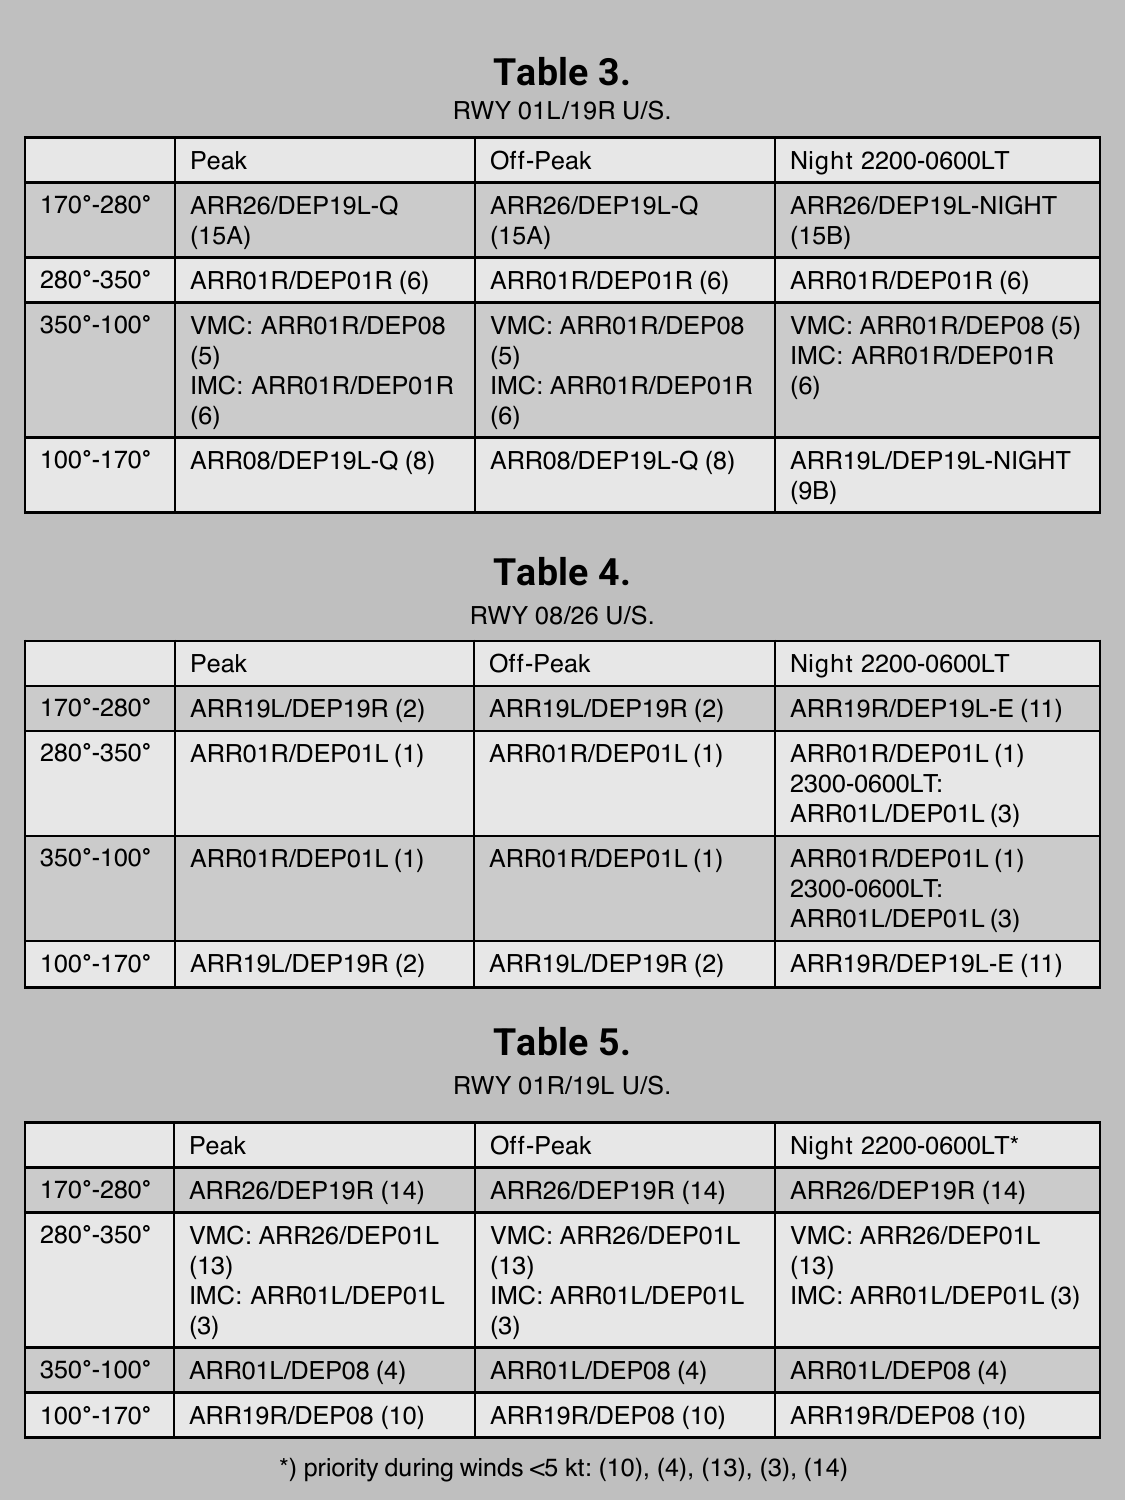 Table 3.
RWY 01L/19R U/S.
Peak Off-Peak Night 2200-0600LT
170°-280° ARR26/DEP19L-Q ARR26/DEP19L-Q ARR26/DEP19L-NIGHT
(15A) (15A) (15B)
280°-350° ARR01R/DEP01R (6) ARR01R/DEP01R (6) ARR01R/DEP01R (6)
350°-100° VMC: ARR01R/DEP08 VMC: ARR01R/DEP08 VMC: ARR01R/DEP08 (5)
(5) (5) IMC: ARR01R/DEP01R
IMC: ARR01R/DEP01R IMC: ARR01R/DEP01R (6)
(6) (6)
100°-170° ARR08/DEP19L-Q (8) ARR08/DEP19L-Q (8) ARR19L/DEP19L-NIGHT
(9B)
Table 4.
RWY 08/26 U/S.
Peak Off-Peak Night 2200-0600LT
170°-280° ARR19L/DEP19R (2) ARR19L/DEP19R (2) ARR19R/DEP19L-E (11)
280°-350° ARR01R/DEP01L (1) ARR01R/DEP01L (1) ARR01R/DEP01L (1)
2300-0600LT:
ARR01L/DEP01L (3)
350°-100° ARR01R/DEP01L (1) ARR01R/DEP01L (1) ARR01R/DEP01L (1)
2300-0600LT:
ARR01L/DEP01L (3)
100°-170° ARR19L/DEP19R (2) ARR19L/DEP19R (2) ARR19R/DEP19L-E (11)
Table 5.
RWY 01R/19L U/S.
Peak Off-Peak Night 2200-0600LT*
170°-280° ARR26/DEP19R (14) ARR26/DEP19R (14) ARR26/DEP19R (14)
280°-350° VMC: ARR26/DEP01L VMC: ARR26/DEP01L VMC: ARR26/DEP01L
(13) (13) (13)
IMC: ARR01L/DEP01L IMC: ARR01L/DEP01L IMC: ARR01L/DEP01L (3)
(3) (3)
350°-100° ARR01L/DEP08 (4) ARR01L/DEP08 (4) ARR01L/DEP08 (4)
100°-170° ARR19R/DEP08 (10) ARR19R/DEP08 (10) ARR19R/DEP08 (10)
*) priority during winds <5 kt: (10), (4), (13), (3), (14)